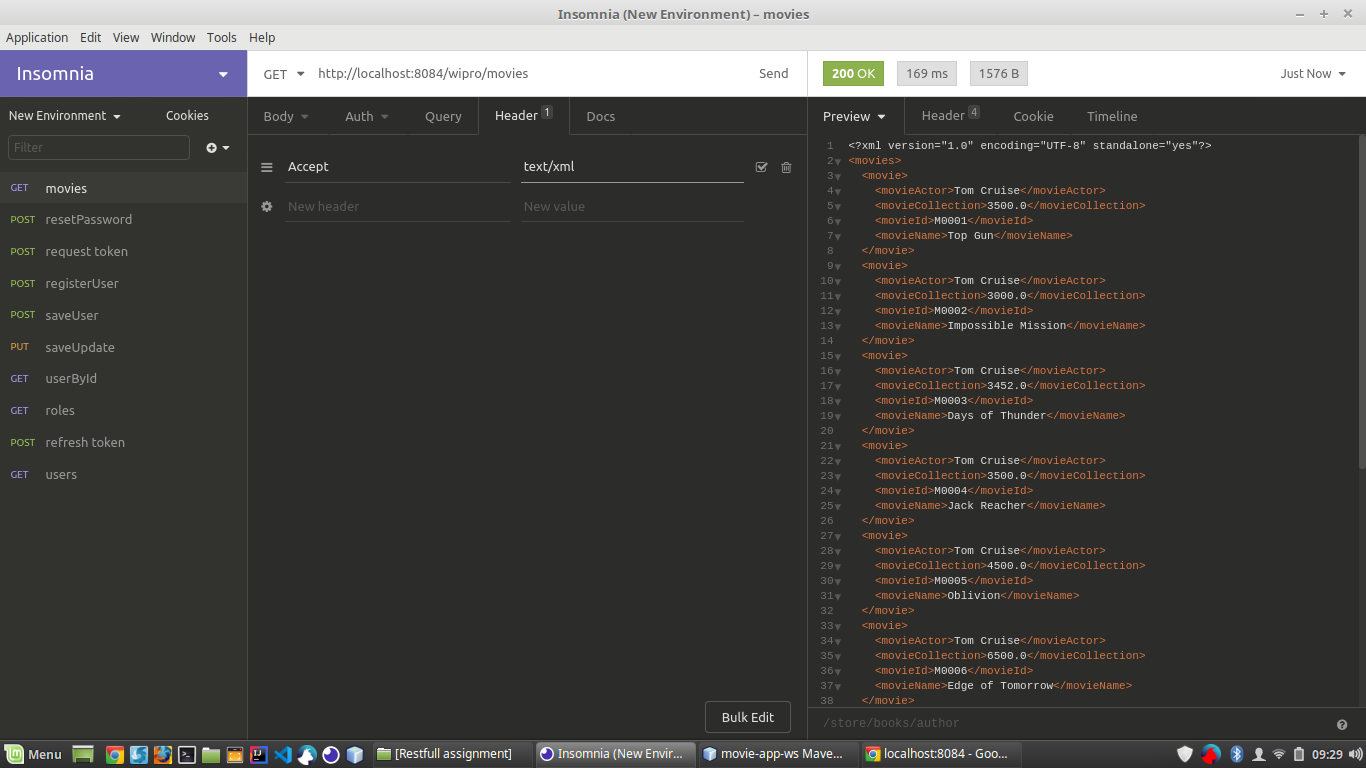 Insomnia (New Environment) – movies
Application Edit View Window Tools Help
Insomnia
GET http://localhost:8084/wipro/movies Send
200 OK 169 ms 1576 B Just Now
New Environment Cookies
Filter
GET movies
POST resetPassword
POST request token
POST registerUser
POST saveUser
PUT saveUpdate
GET userById
GET roles
POST refresh token
GET users
Body Auth Query Header 1 Docs
Accept text/xml
New header New value
Bulk Edit
Preview Header 4 Cookie Timeline
1 <?xml version="1.0" encoding="UTF-8" standalone="yes"?>
2 <movies>
3 <movie>
4 <movieActor>Tom Cruise</movieActor>
5 <movieCollection>3500.0</movieCollection>
6 <movieId>M0001</movieId>
7 <movieName>Top Gun</movieName>
8 </movie>
9 <movie>
10 <movieActor>Tom Cruise</movieActor>
11 <movieCollection>3000.0</movieCollection>
12 <movieId>M0002</movieId>
13 <movieName>Impossible Mission</movieName>
14 </movie>
15 <movie>
16 <movieActor>Tom Cruise</movieActor>
17 <movieCollection>3452.0</movieCollection>
18 <movieId>M0003</movieId>
19 <movieName>Days of Thunder</movieName>
20 </movie>
21 <movie>
22 <movieActor>Tom Cruise</movieActor>
23 <movieCollection>3500.0</movieCollection>
24 <movieId>M0004</movieId>
25 <movieName>Jack Reacher</movieName>
26 </movie>
27 <movie>
28 <movieActor>Tom Cruise</movieActor>
29 <movieCollection>4500.0</movieCollection>
30 <movieId>M0005</movieId>
31 <movieName>Oblivion</movieName>
32 </movie>
33 <movie>
34 <movieActor>Tom Cruise</movieActor>
35 <movieCollection>6500.0</movieCollection>
36 <movieId>M0006</movieId>
37 <movieName>Edge of Tomorrow</movieName>
38 </movie>
/store/books/author
Menu [Restfull assignment] Insomnia (New Envir... movie-app-ws Mave... localhost:8084 - Goo... 09:29